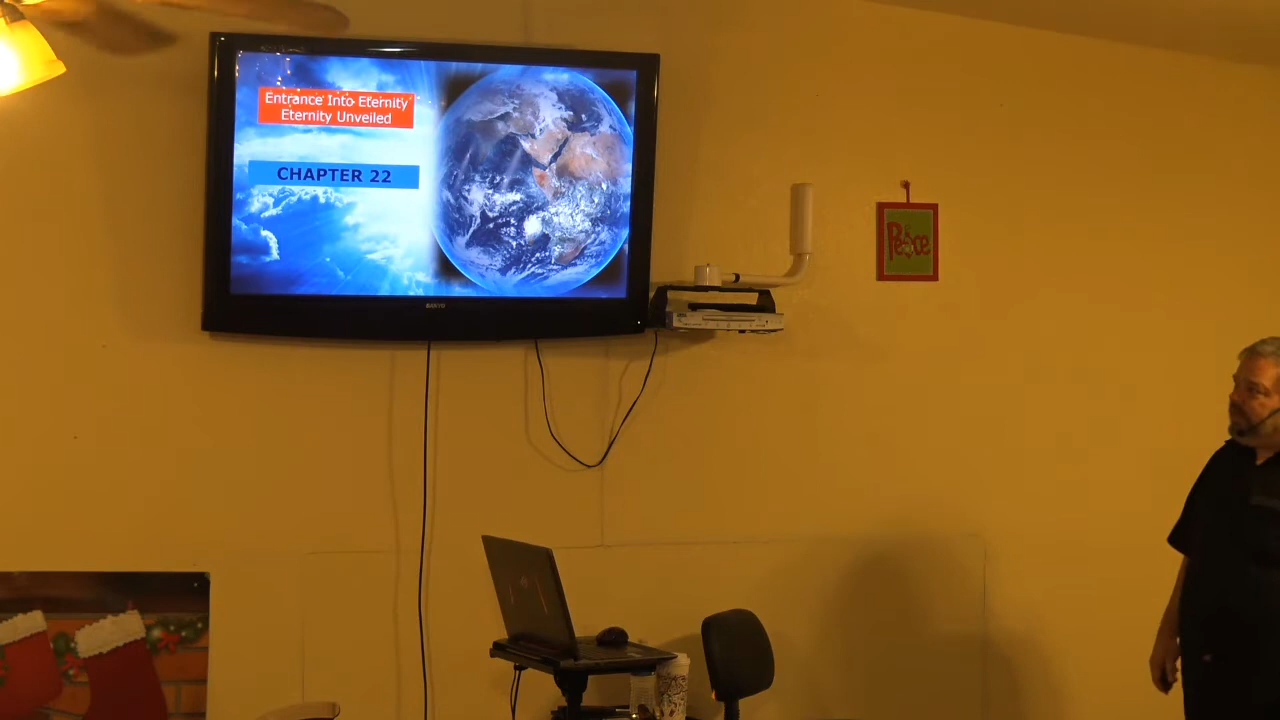 Entrance Into Eternity
Eternity Unveiled
CHAPTER 22
SANYO
Peace